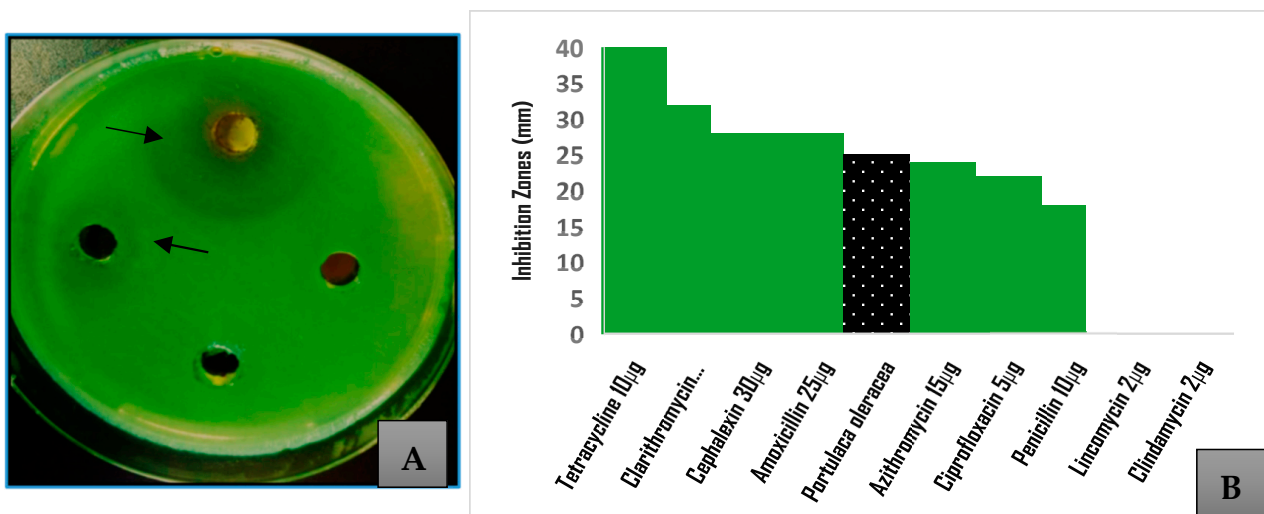 A
Inhibition Zones (mm)
40
35
30
25
20
15
10
5
0
Tetracycline 10µg
Clarithromycin...
Cephalexin 30µg
Amoxicillin 25µg
Portulaca oleracea
Azithromycin 15µg
Ciprofloxacin 5µg
Penicillin 10µg
Lincomycin 2µg
Clindamycin 2µg
B